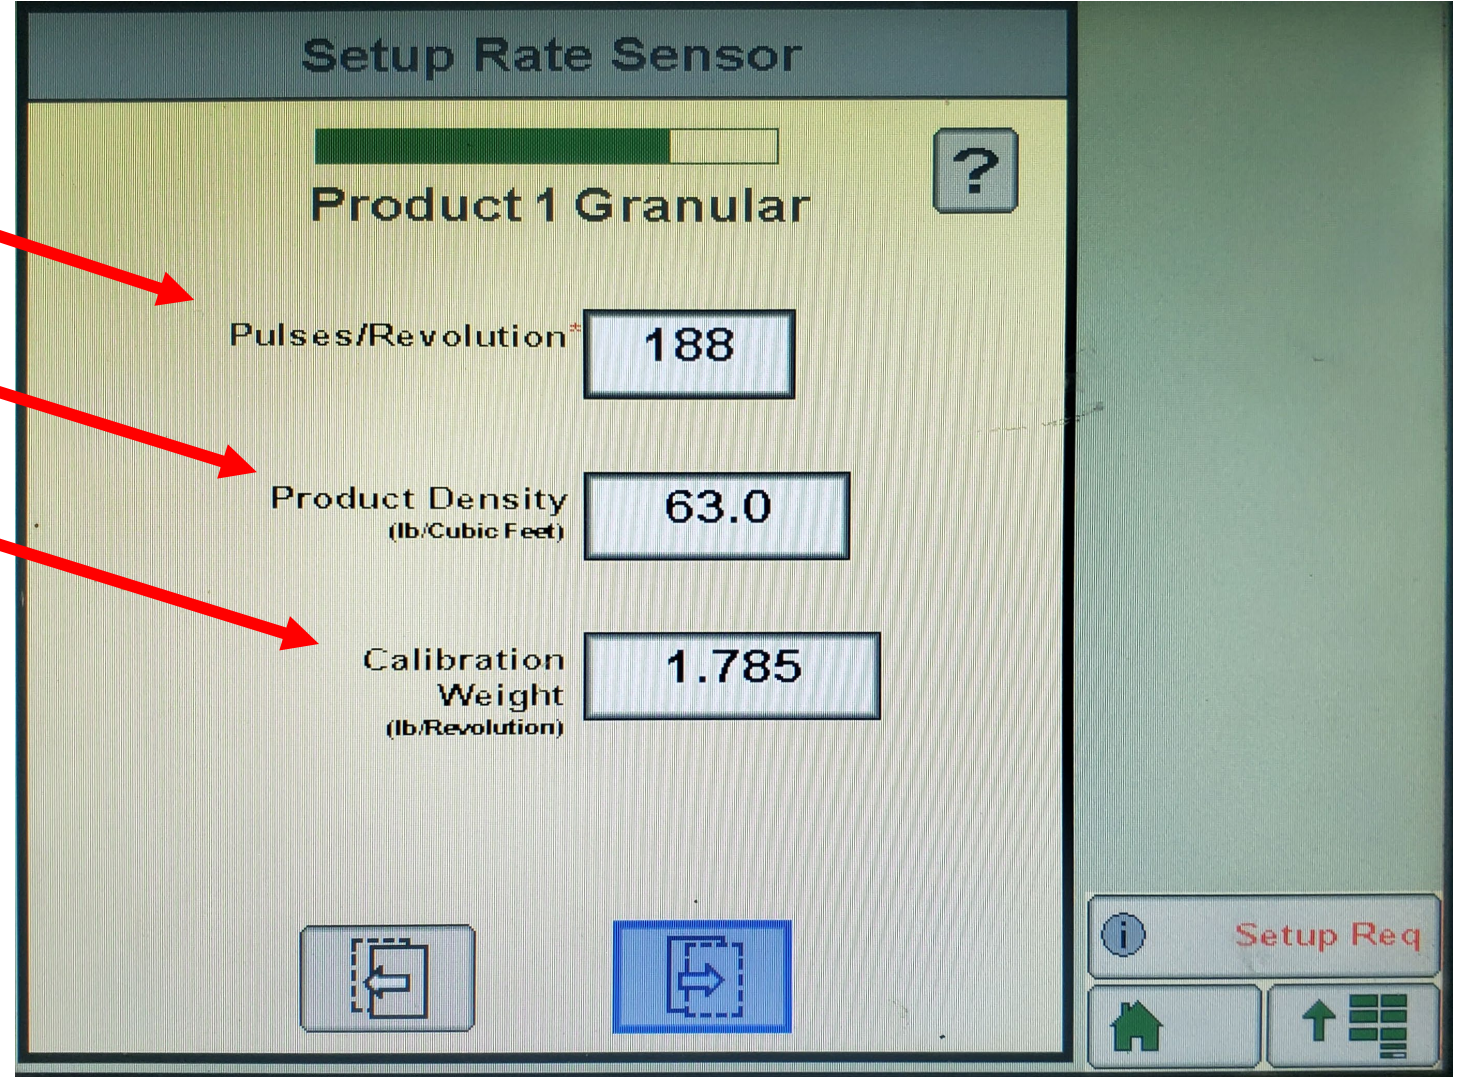 Setup Rate Sensor
?
Product 1 Granular
Pulses/Revolution* 188
Product Density 63.0
(lb/Cubic Feet)
Calibration 1.785
Weight
(lb/Revolution)
i Setup Req